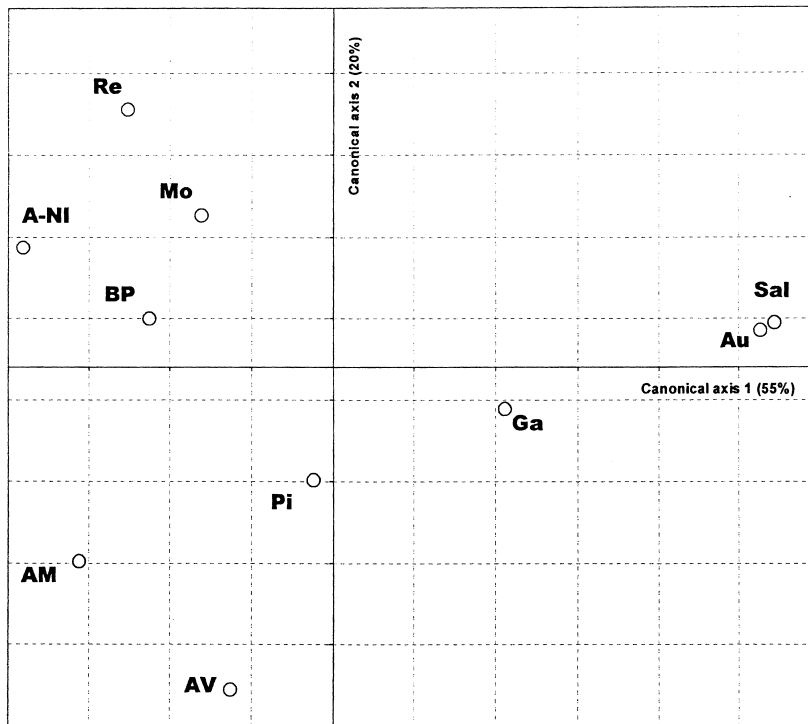 Re
Canonical axis 2 (20%)
Mo
A-NI
BP
Sal
Au
Canonical axis 1 (55%)
Ga
Pi
AM
AV